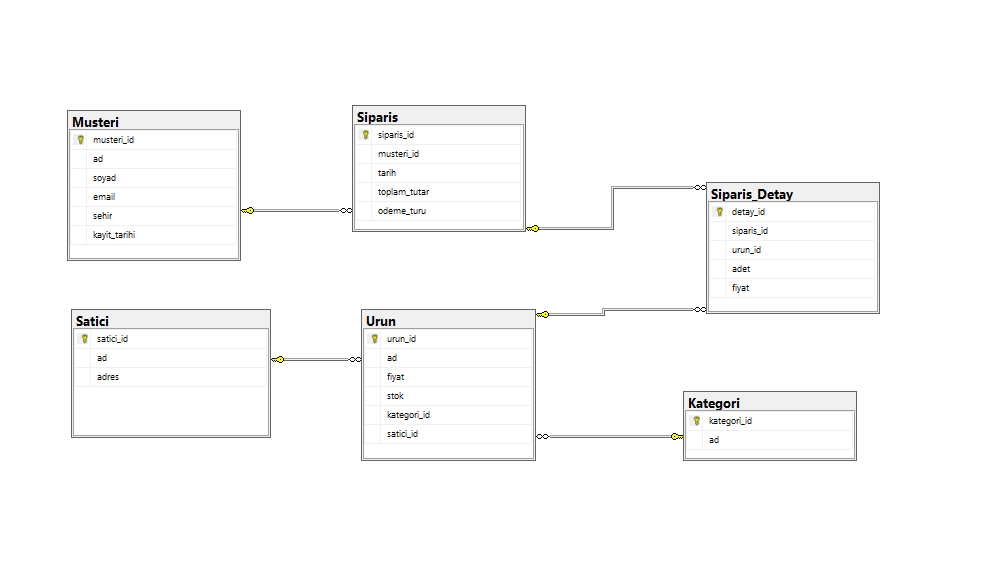 Musteri
musteri_id
ad
soyad
email
sehir
kayit_tarihi
Siparis
siparis_id
musteri_id
tarih
toplam_tutar
odeme_turu
Siparis_Detay
detay_id
siparis_id
urun_id
adet
fiyat
Satici
satici_id
ad
adres
Urun
urun_id
ad
fiyat
stok
kategori_id
satici_id
Kategori
kategori_id
ad